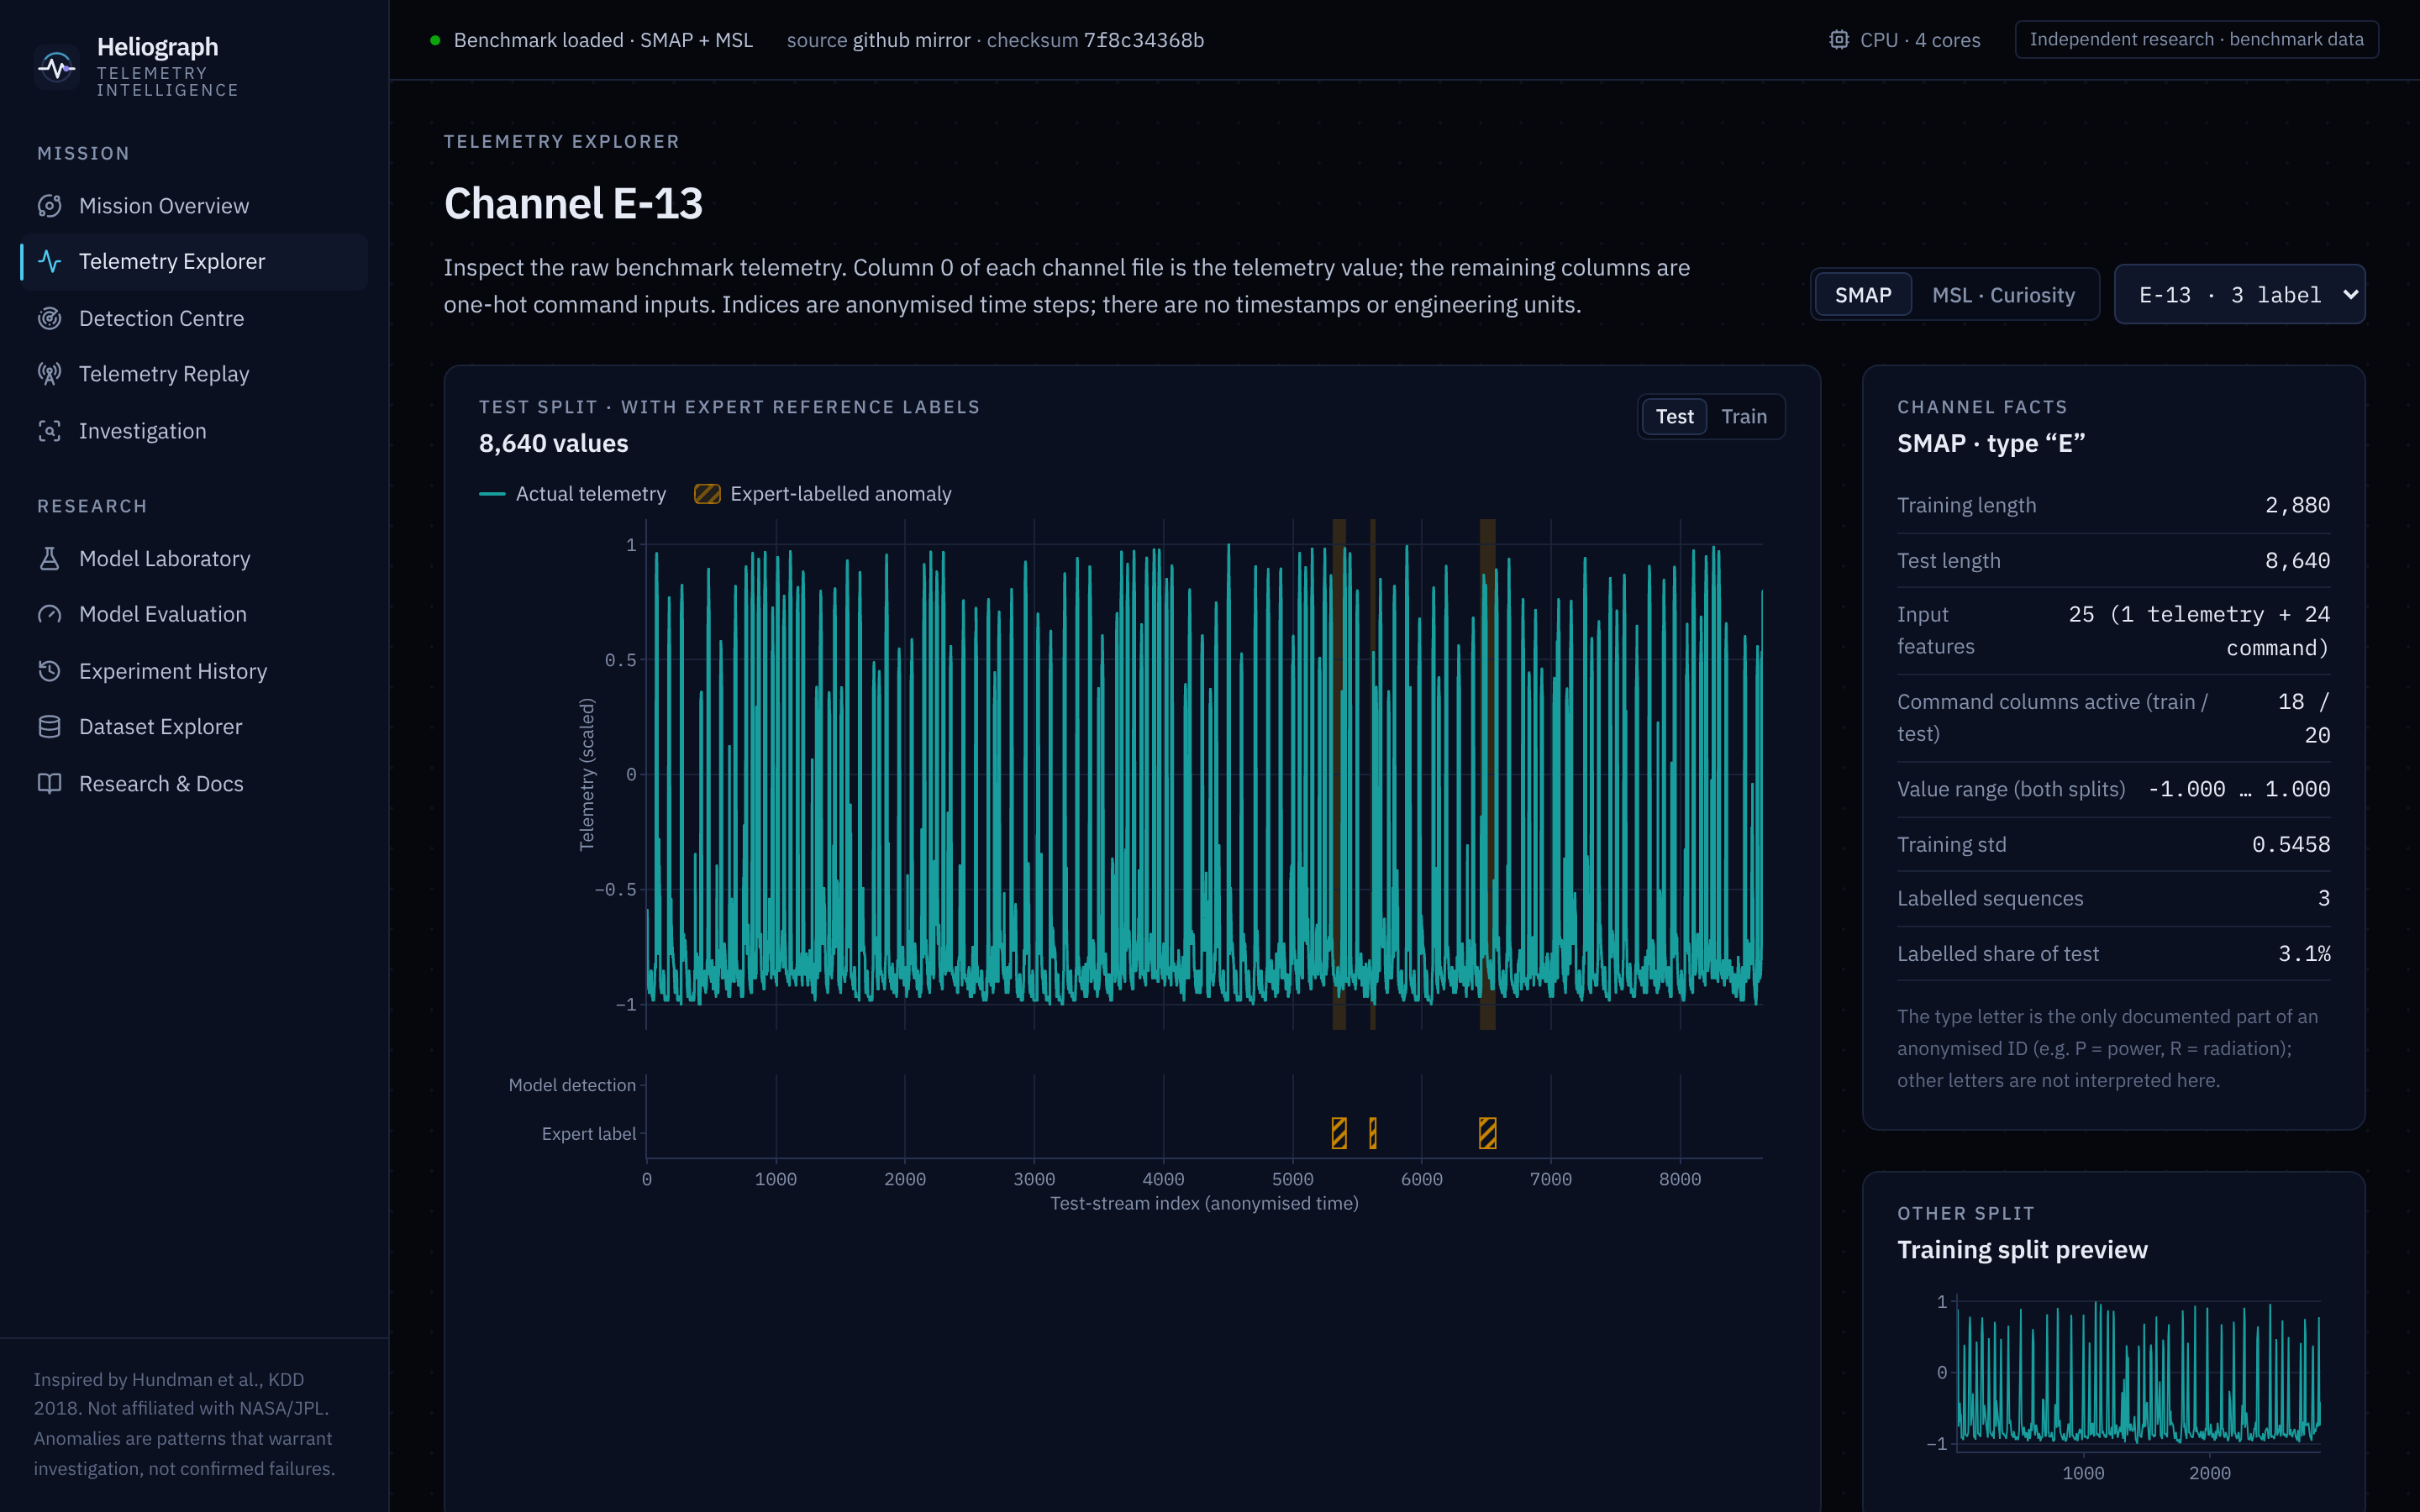 Heliograph
TELEMETRY
INTELLIGENCE
MISSION
Mission Overview
Telemetry Explorer
Detection Centre
Telemetry Replay
Investigation
RESEARCH
Model Laboratory
Model Evaluation
Experiment History
Dataset Explorer
Research & Docs
Inspired by Hundman et al., KDD
2018. Not affiliated with NASA/JPL.
Anomalies are patterns that warrant
investigation, not confirmed failures.
Benchmark loaded · SMAP + MSL
source github mirror · checksum 7f8c34368b
CPU · 4 cores
Independent research · benchmark data
TELEMETRY EXPLORER
Channel E-13
Inspect the raw benchmark telemetry. Column 0 of each channel file is the telemetry value; the remaining columns are
one-hot command inputs. Indices are anonymised time steps; there are no timestamps or engineering units.
SMAP
MSL · Curiosity
E-13 · 3 label
TEST SPLIT · WITH EXPERT REFERENCE LABELS
8,640 values
Test
Train
Actual telemetry
Expert-labelled anomaly
Telemetry (scaled)
1
0.5
0
−0.5
−1
Model detection
Expert label
0 1000 2000 3000 4000 5000 6000 7000 8000
Test-stream index (anonymised time)
CHANNEL FACTS
SMAP · type “E”
Training length 2,880
Test length 8,640
Input 25 (1 telemetry + 24
features command)
Command columns active (train / 18 /
test) 20
Value range (both splits) -1.000 … 1.000
Training std 0.5458
Labelled sequences 3
Labelled share of test 3.1%
The type letter is the only documented part of an
anonymised ID (e.g. P = power, R = radiation);
other letters are not interpreted here.
OTHER SPLIT
Training split preview
1
0
−1
1000 2000